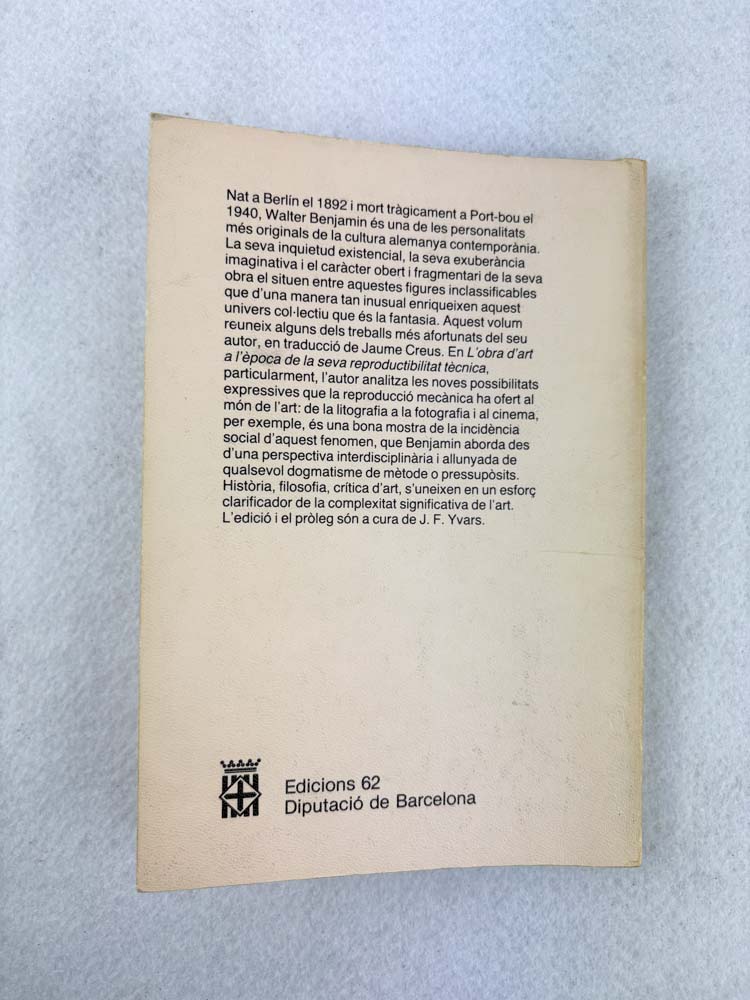 Nat a Berlín el 1892 i mort tràgicament a Port-bou el
1940, Walter Benjamin és una de les personalitats
més originals de la cultura alemanya contemporània.
La seva inquietud existencial, la seva exuberància
imaginativa i el caràcter obert i fragmentari de la seva
obra el situen entre aquestes figures inclassificables
que d'una manera tan inusual enriqueixen aquest
univers col·lectiu que és la fantasia. Aquest volum
reuneix alguns dels treballs més afortunats del seu
autor, en traducció de Jaume Creus. En L'obra d'art
a l'època de la seva reproductibilitat tècnica,
particularment, l'autor analitza les noves possibilitats
expressives que la reproducció mecànica ha ofert al
món de l'art: de la litografia a la fotografia i al cinema,
per exemple, és una bona mostra de la incidència
social d'aquest fenomen, que Benjamin aborda des
d'una perspectiva interdisciplinària i allunyada de
qualsevol dogmatisme de mètode o pressupòsits.
Història, filosofia, crítica d'art, s'uneixen en un esforç
clarificador de la complexitat significativa de l'art.
L'edició i el pròleg són a cura de J. F. Yvars.
Edicions 62
Diputació de Barcelona